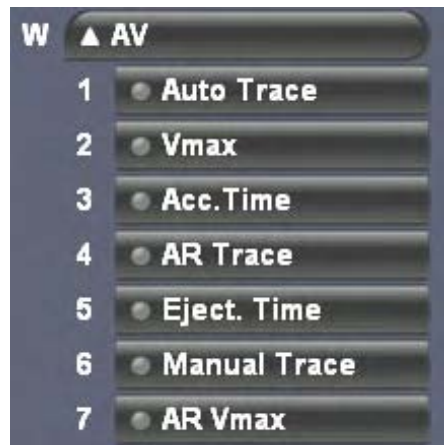 W ▲ AV
1 Auto Trace
2 Vmax
3 Acc.Time
4 AR Trace
5 Eject. Time
6 Manual Trace
7 AR Vmax